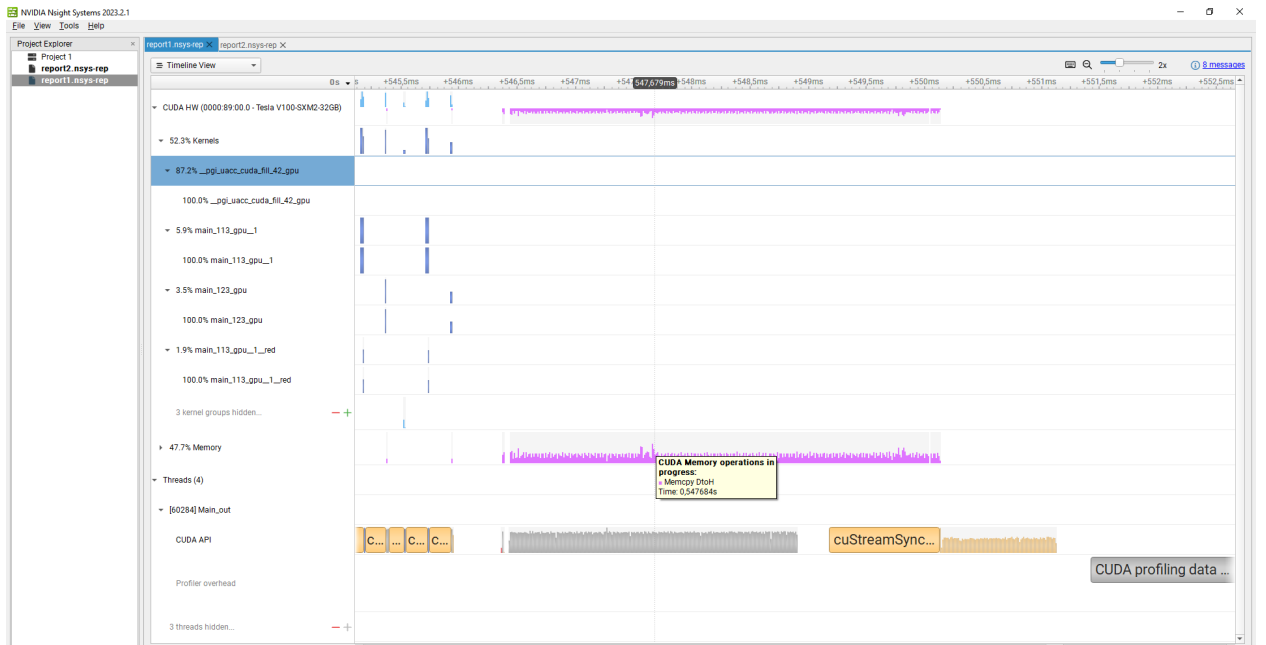 NVIDIA Nsight Systems 2023.2.1
File View Tools Help
Project Explorer ×
Project 1
report2.nsys-rep
report1.nsys-rep
report1.nsys-rep × report2.nsys-rep ×
Timeline View
2x
8 messages
0s
s +545,5ms +546ms +546,5ms +547ms +547 547,679ms +548ms +548,5ms +549ms +549,5ms +550ms +550,5ms +551ms +551,5ms +552ms +552,5ms
CUDA HW (0000:89:00.0 - Tesla V100-SXM2-32GB)
52.3% Kernels
87.2% __pgi_uacc_cuda_fill_42_gpu
100.0% __pgi_uacc_cuda_fill_42_gpu
5.9% main_113_gpu__1
100.0% main_113_gpu__1
3.5% main_123_gpu
100.0% main_123_gpu
1.9% main_113_gpu__1__red
100.0% main_113_gpu__1__red
3 kernel groups hidden... − +
47.7% Memory
CUDA Memory operations in
progress:
Memcpy DtoH
Time: 0,547684s
Threads (4)
[60284] Main_out
CUDA API
C... ... C... C... cuStreamSync...
Profiler overhead
CUDA profiling data ...
3 threads hidden... − +